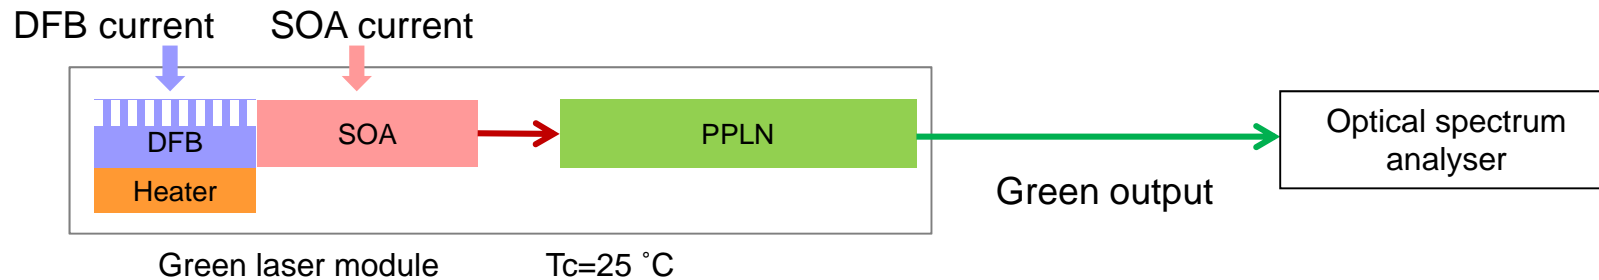 DFB current
SOA current
DFB
SOA
PPLN
Heater
Green output
Optical spectrum
analyser
Green laser module
Tc=25 ˚C